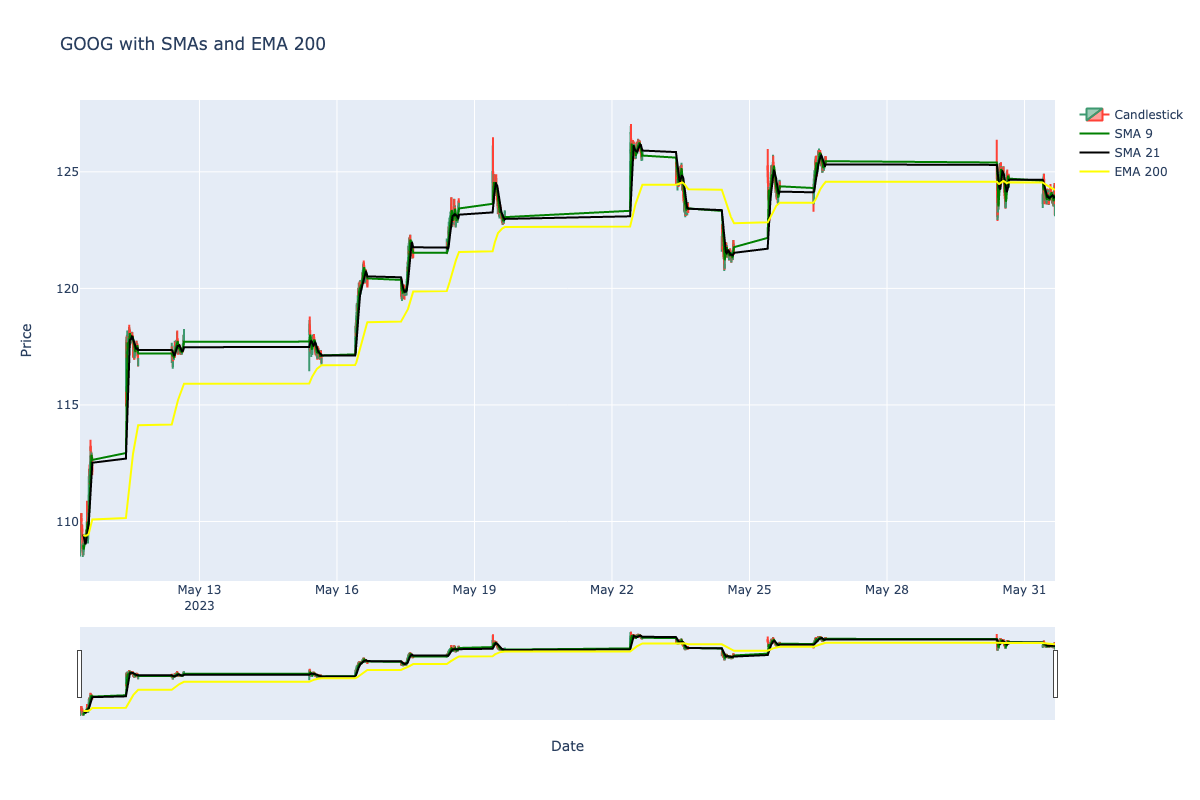 GOOG with SMAs and EMA 200
Candlestick
SMA 9
SMA 21
EMA 200
Price
125
120
115
110
May 13
2023
May 16
May 19
May 22
May 25
May 28
May 31
Date